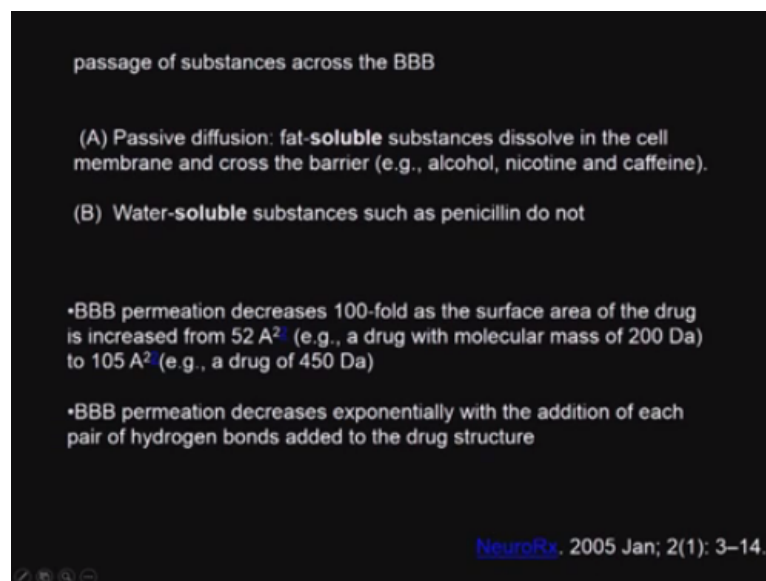 passage of substances across the BBB
(A) Passive diffusion: fat-soluble substances dissolve in the cell
membrane and cross the barrier (e.g., alcohol, nicotine and caffeine).
(B) Water-soluble substances such as penicillin do not
•BBB permeation decreases 100-fold as the surface area of the drug
is increased from 52 A²² (e.g., a drug with molecular mass of 200 Da)
to 105 A²²(e.g., a drug of 450 Da)
•BBB permeation decreases exponentially with the addition of each
pair of hydrogen bonds added to the drug structure
NeuroRx. 2005 Jan; 2(1): 3–14.